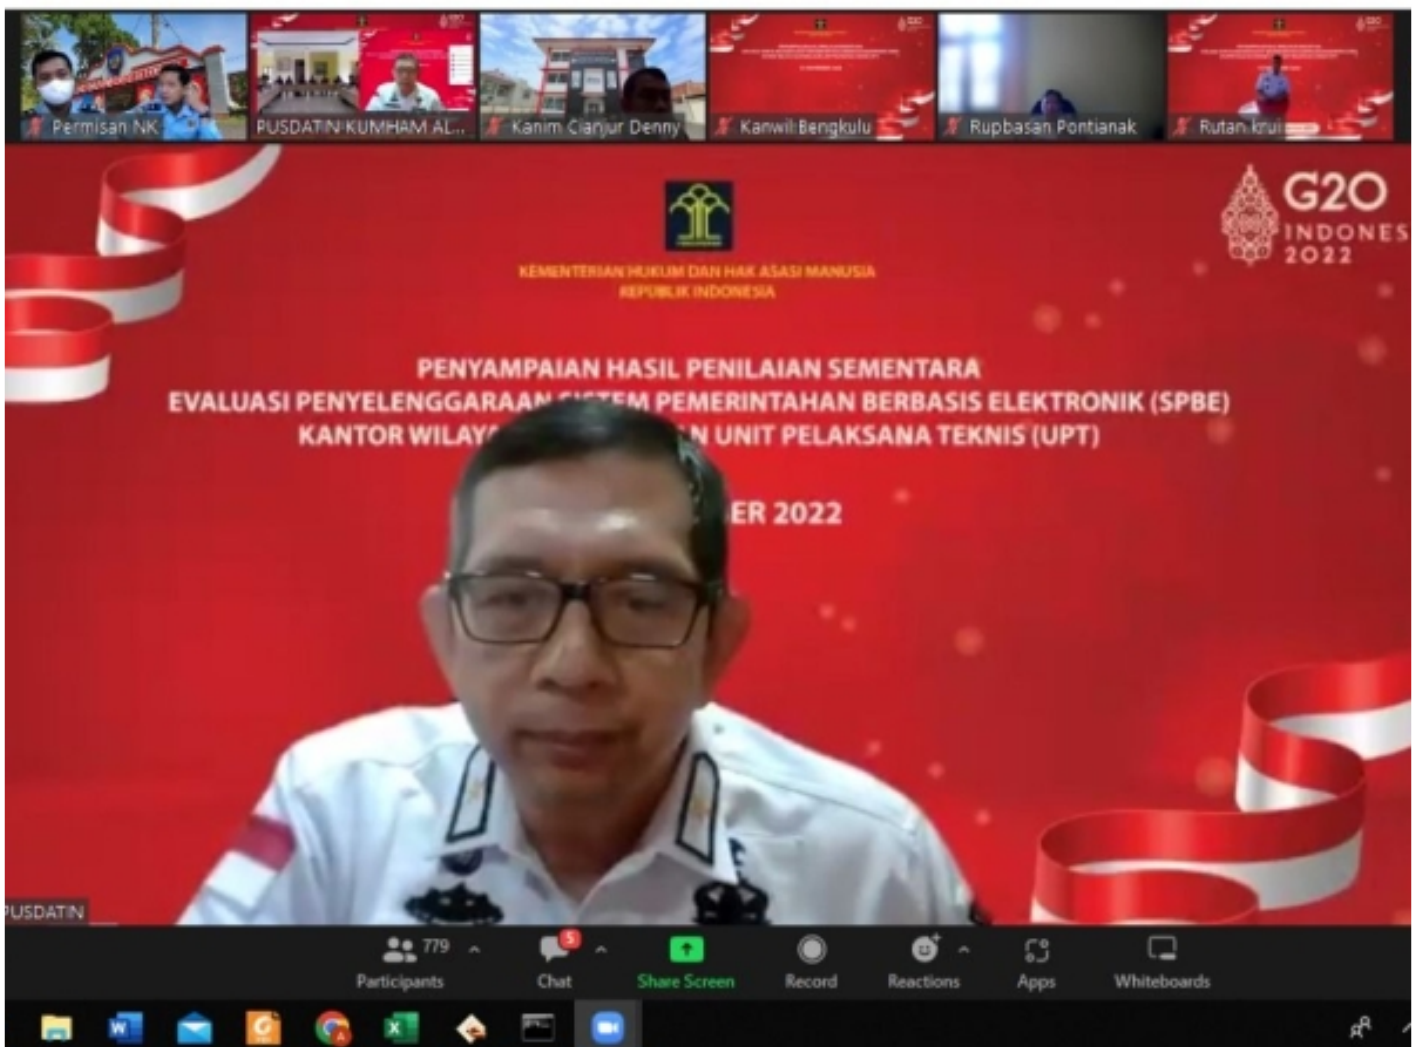 Permisan NK
PUSDATIN KUMHAM AL...
Kanim Cianjur Denny
Kanwil Bengkulu
Rupbasan Pontianak
Rutan krui
G20
INDONES
2022
KEMENTERIAN HUKUM DAN HAK ASASI MANUSIA
REPUBLIK INDONESIA
PENYAMPAIAN HASIL PENILAIAN SEMENTARA
EVALUASI PENYELENGGARAAN SISTEM PEMERINTAHAN BERBASIS ELEKTRONIK (SPBE)
KANTOR WILAYA N UNIT PELAKSANA TEKNIS (UPT)
ER 2022
PUSDATIN
779
5
Participants
Chat
Share Screen
Record
Reactions
Apps
Whiteboards